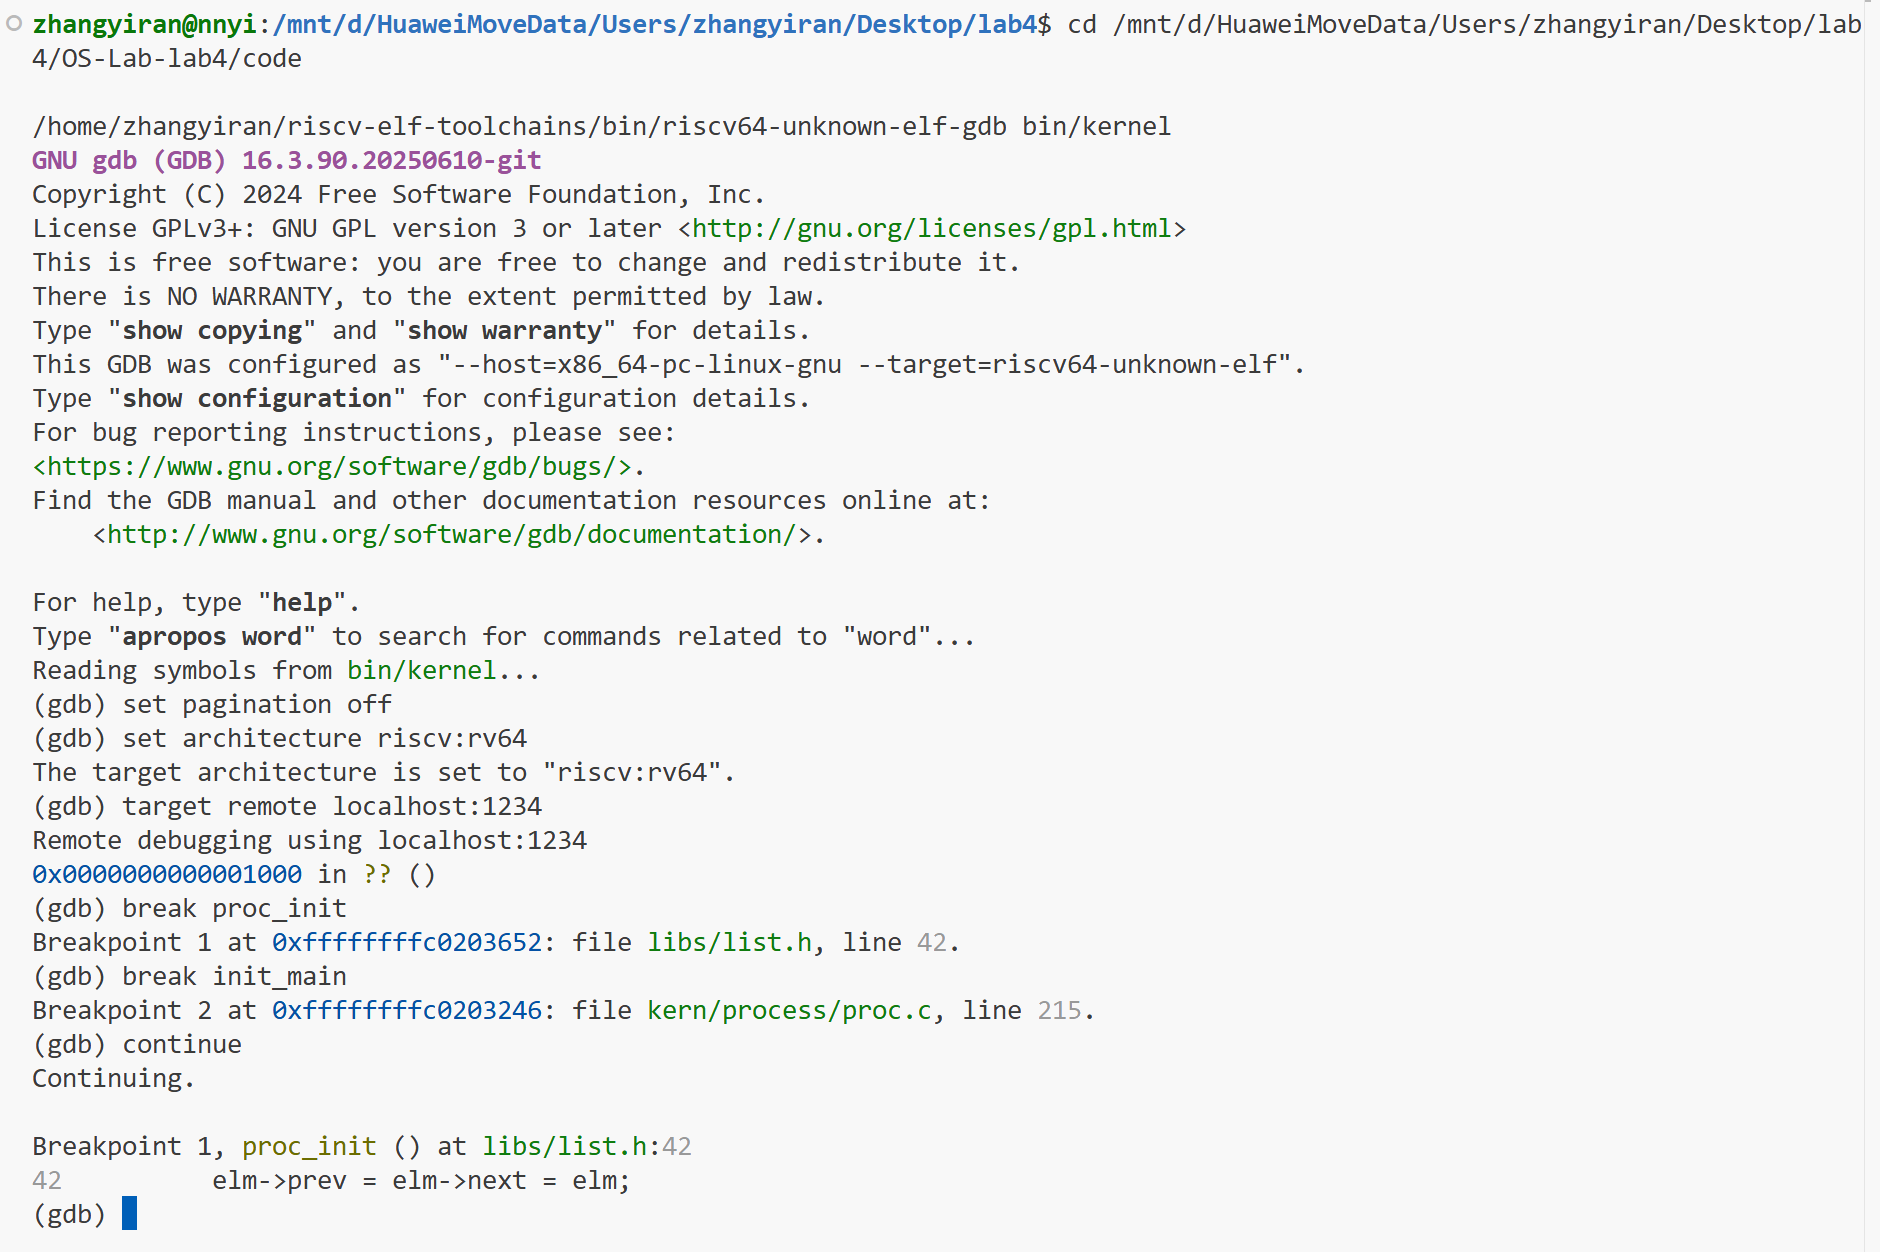 zhangyiran@nnyi:/mnt/d/HuaweiMoveData/Users/zhangyiran/Desktop/lab4$ cd /mnt/d/HuaweiMoveData/Users/zhangyiran/Desktop/lab
4/OS-Lab-lab4/code
/home/zhangyiran/riscv-elf-toolchains/bin/riscv64-unknown-elf-gdb bin/kernel
GNU gdb (GDB) 16.3.90.20250610-git
Copyright (C) 2024 Free Software Foundation, Inc.
License GPLv3+: GNU GPL version 3 or later <http://gnu.org/licenses/gpl.html>
This is free software: you are free to change and redistribute it.
There is NO WARRANTY, to the extent permitted by law.
Type "show copying" and "show warranty" for details.
This GDB was configured as "--host=x86_64-pc-linux-gnu --target=riscv64-unknown-elf".
Type "show configuration" for configuration details.
For bug reporting instructions, please see:
<https://www.gnu.org/software/gdb/bugs/>.
Find the GDB manual and other documentation resources online at:
    <http://www.gnu.org/software/gdb/documentation/>.
For help, type "help".
Type "apropos word" to search for commands related to "word"...
Reading symbols from bin/kernel...
(gdb) set pagination off
(gdb) set architecture riscv:rv64
The target architecture is set to "riscv:rv64".
(gdb) target remote localhost:1234
Remote debugging using localhost:1234
0x0000000000001000 in ?? ()
(gdb) break proc_init
Breakpoint 1 at 0xffffffffc0203652: file libs/list.h, line 42.
(gdb) break init_main
Breakpoint 2 at 0xffffffffc0203246: file kern/process/proc.c, line 215.
(gdb) continue
Continuing.
Breakpoint 1, proc_init () at libs/list.h:42
42          elm->prev = elm->next = elm;
(gdb)